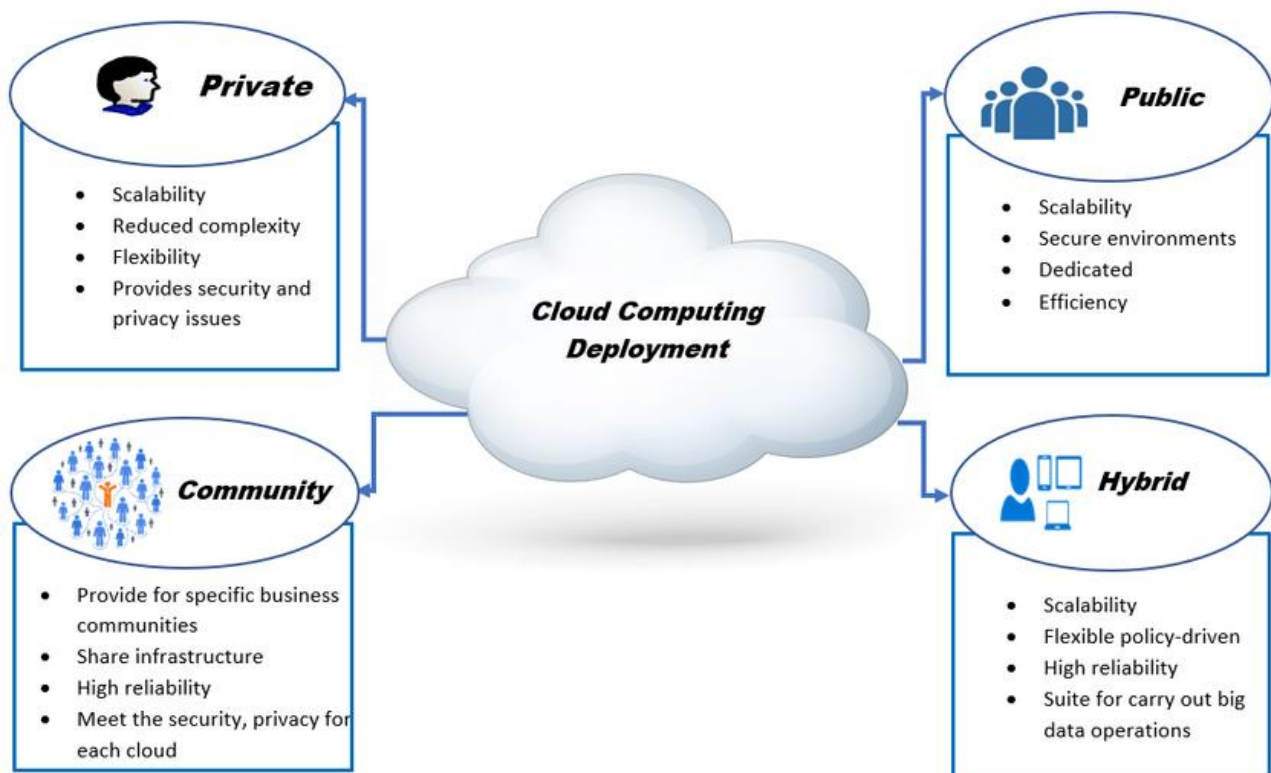 Private
• Scalability
• Reduced complexity
• Flexibility
• Provides security and
privacy issues
Public
• Scalability
• Secure environments
• Dedicated
• Efficiency
Cloud Computing
Deployment
Community
• Provide for specific business
communities
• Share infrastructure
• High reliability
• Meet the security, privacy for
each cloud
Hybrid
• Scalability
• Flexible policy-driven
• High reliability
• Suite for carry out big
data operations